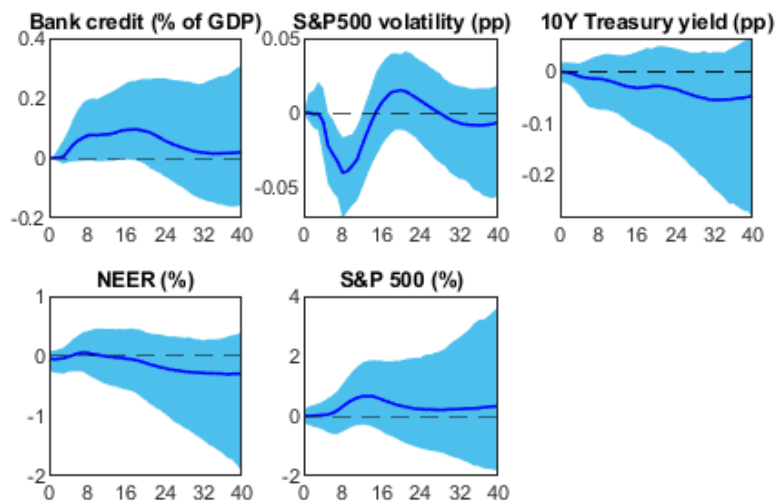 Bank credit (% of GDP) S&P500 volatility (pp) 10Y Treasury yield (pp)
0.4 0.05 0
0.2 0 -0.1
0 -0.05 -0.2
-0.2
0 8 16 24 32 40 0 8 16 24 32 40 0 8 16 24 32 40
NEER (%) S&P 500 (%)
1 4
0 2
-1 0
-2 -2
0 8 16 24 32 40 0 8 16 24 32 40